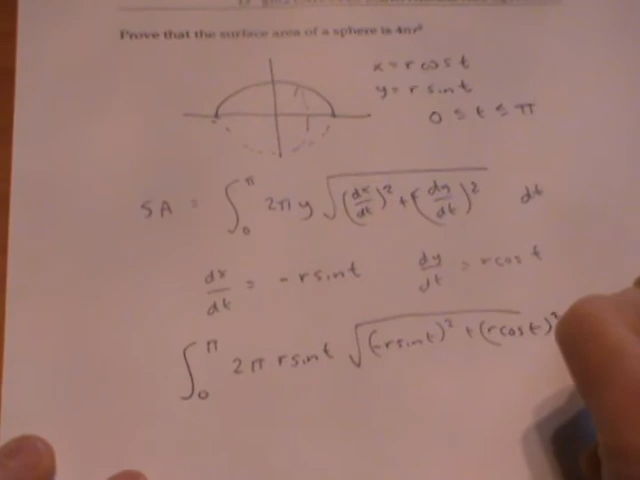 Prove that the surface area of a sphere is 4πr²
x = r cos t
y = r sin t
0 ≤ t ≤ π
SA = ∫₀^π 2π y √((dx/dt)² + (dy/dt)²) dt
dx/dt = -r sin t dy/dt = r cos t
∫₀^π 2π r sin t √((-r sin t)² + (r cos t)²